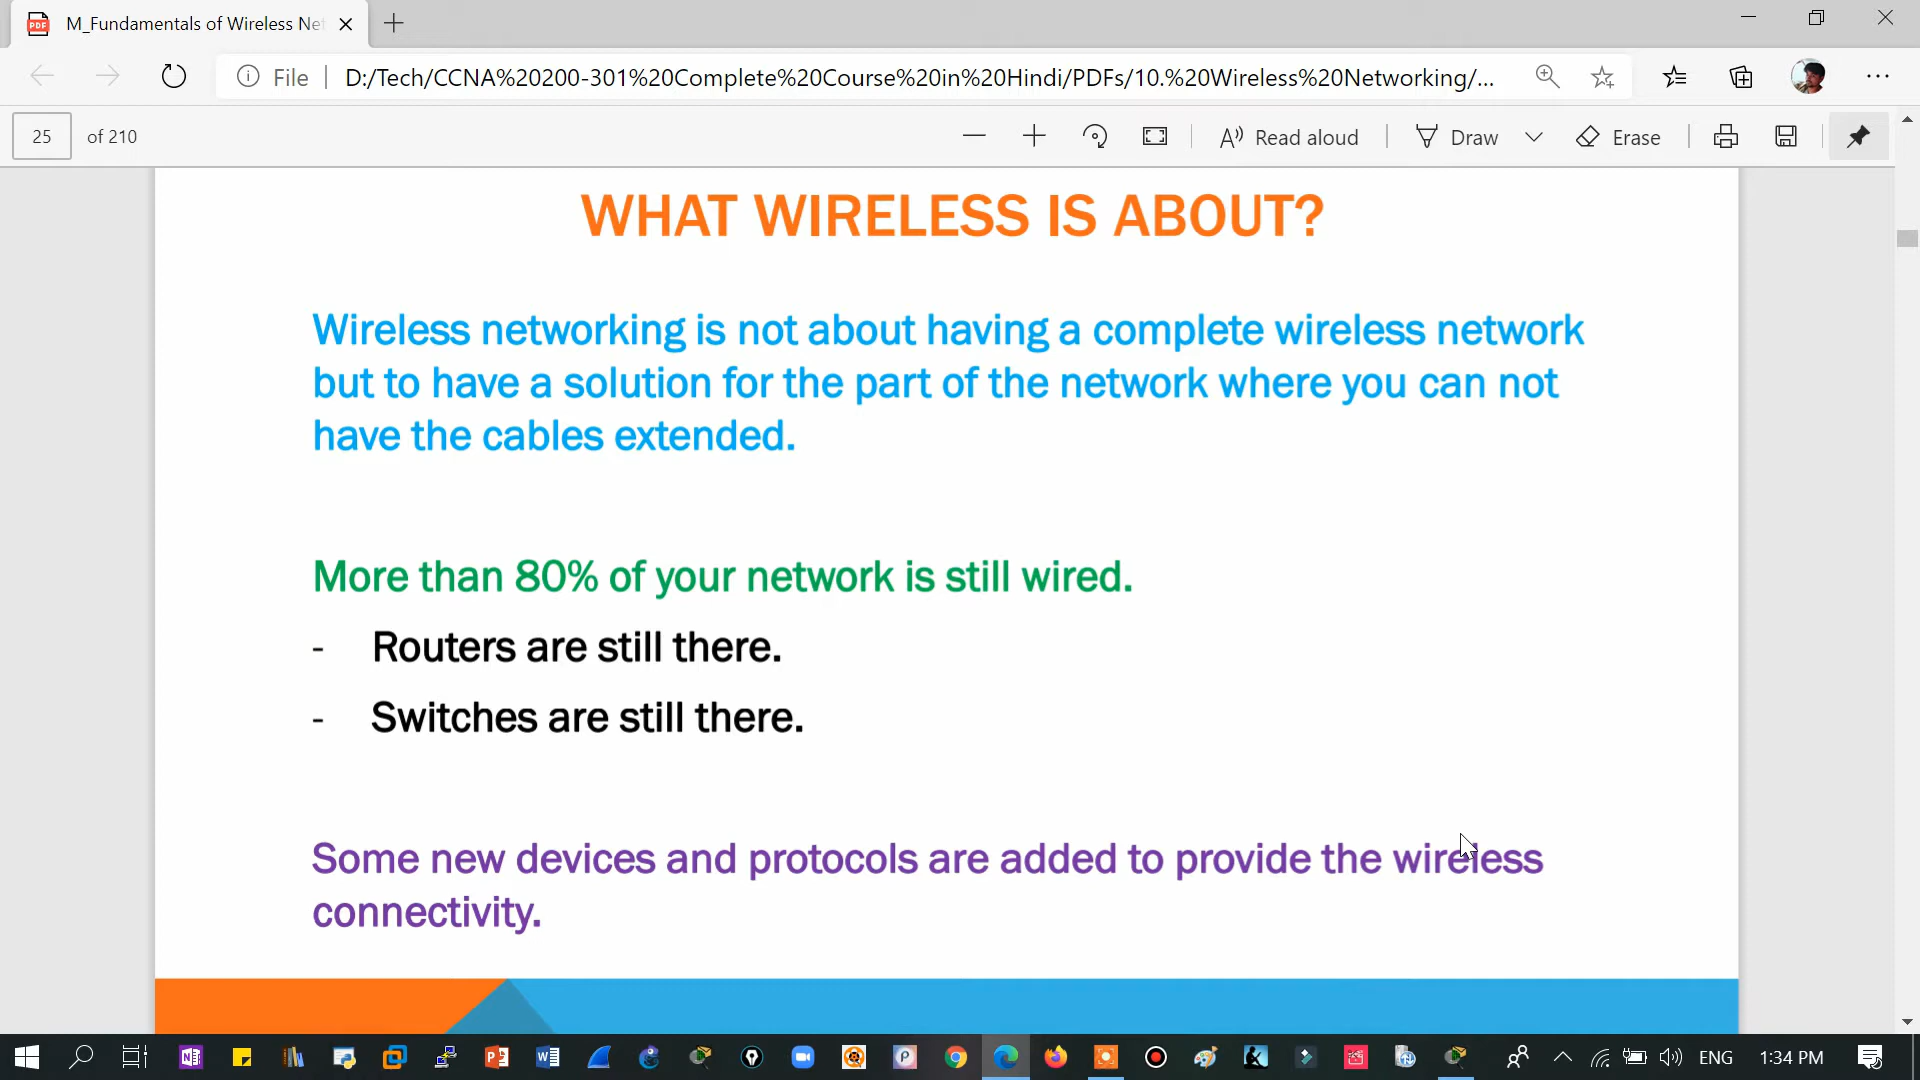 M_Fundamentals of Wireless Net
File
D:/Tech/CCNA%20200-301%20Complete%20Course%20in%20Hindi/PDFs/10.%20Wireless%20Networking/...
25 of 210
Read aloud
Draw
Erase
WHAT WIRELESS IS ABOUT?
Wireless networking is not about having a complete wireless network
but to have a solution for the part of the network where you can not
have the cables extended.
More than 80% of your network is still wired.
- Routers are still there.
- Switches are still there.
Some new devices and protocols are added to provide the wireless
connectivity.
ENG
1:34 PM